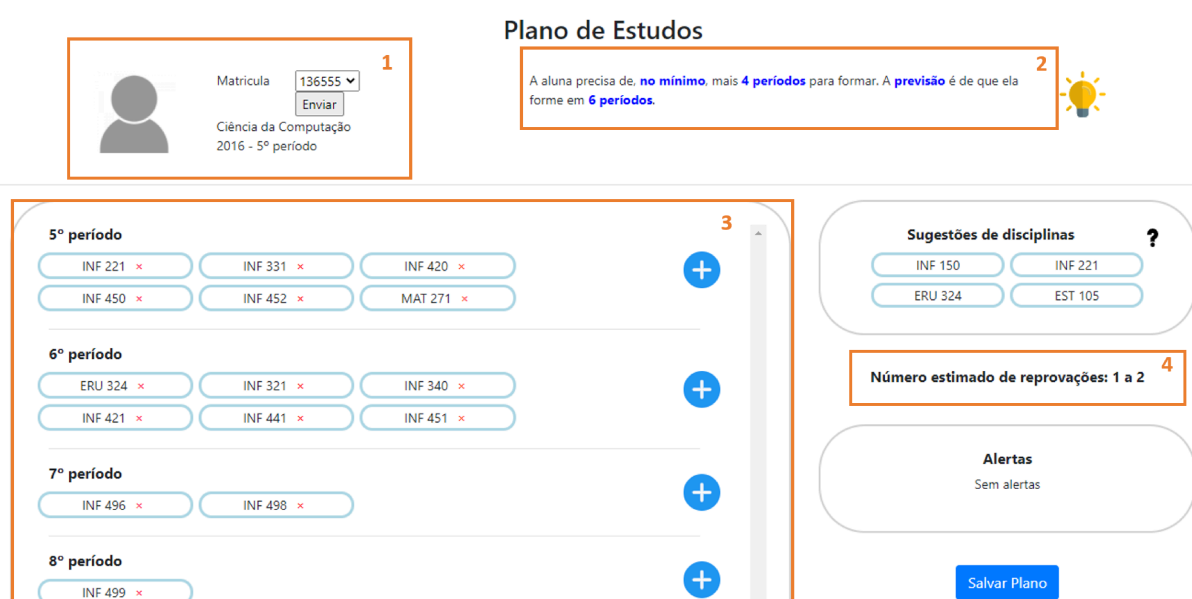 Plano de Estudos
1
Matricula 136555
Enviar
Ciência da Computação
2016 - 5º período
2
A aluna precisa de, no mínimo, mais 4 períodos para formar. A previsão é de que ela
forme em 6 períodos.
3
5º período
INF 221 × INF 331 × INF 420 ×
INF 450 × INF 452 × MAT 271 ×
+
6º período
ERU 324 × INF 321 × INF 340 ×
INF 421 × INF 441 × INF 451 ×
+
7º período
INF 496 × INF 498 ×
+
8º período
INF 499 ×
+
Sugestões de disciplinas ?
INF 150 INF 221
ERU 324 EST 105
4
Número estimado de reprovações: 1 a 2
Alertas
Sem alertas
Salvar Plano